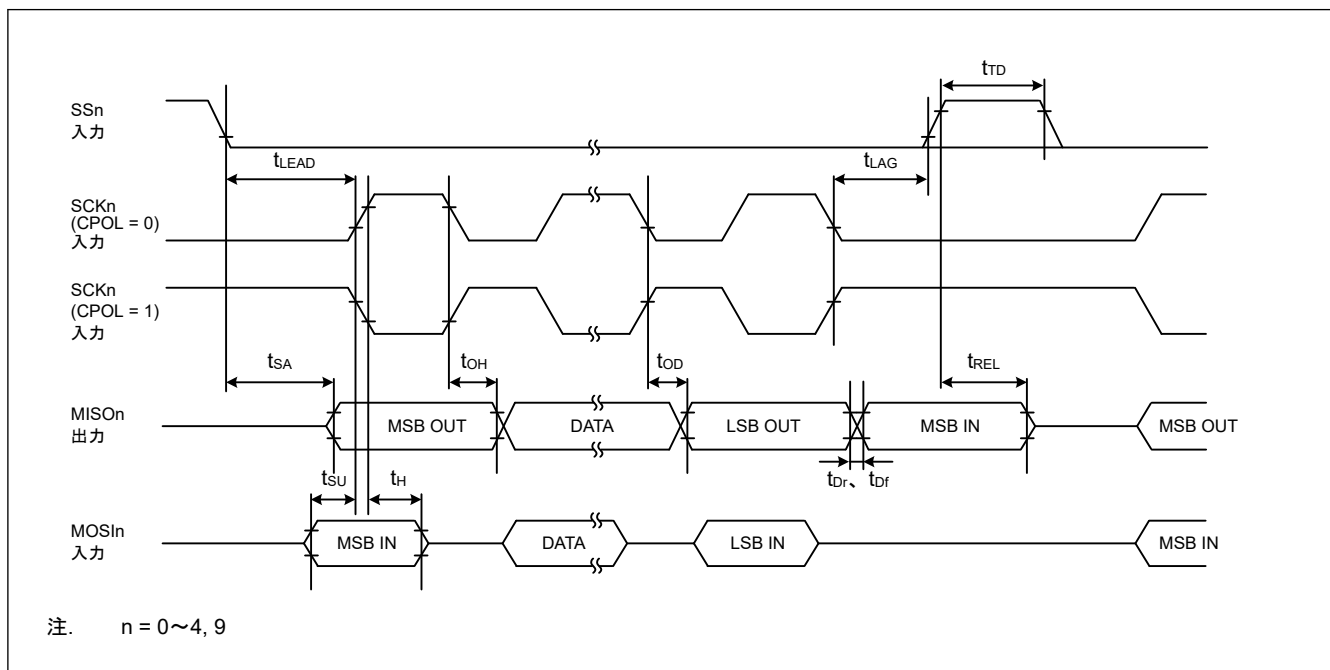 SSn
入力
tTD
tLEAD
tLAG
SCKn
(CPOL = 0)
入力
SCKn
(CPOL = 1)
入力
tSA
tOH
tOD
tREL
MISOn
出力
MSB OUT
DATA
LSB OUT
MSB IN
MSB OUT
tSU
tH
tDr、tDf
MOSIn
入力
MSB IN
DATA
LSB IN
MSB IN
注. n = 0～4, 9